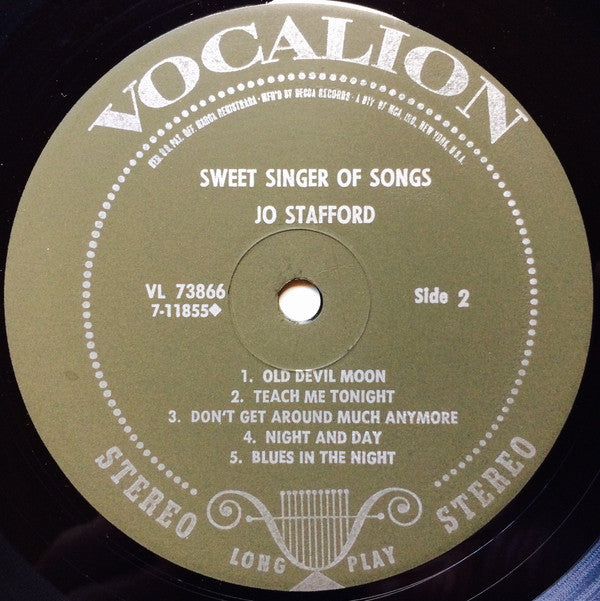 VOCALION
REG. U.S. PAT. OFF. MARCA REGISTRADA • MFR'D BY DECCA RECORDS • A DIV. OF MCA, INC. NEW YORK, U.S.A.
SWEET SINGER OF SONGS
JO STAFFORD
VL 73866
7-11855◆
Side 2
1. OLD DEVIL MOON
2. TEACH ME TONIGHT
3. DON'T GET AROUND MUCH ANYMORE
4. NIGHT AND DAY
5. BLUES IN THE NIGHT
STEREO
LONG PLAY
STEREO